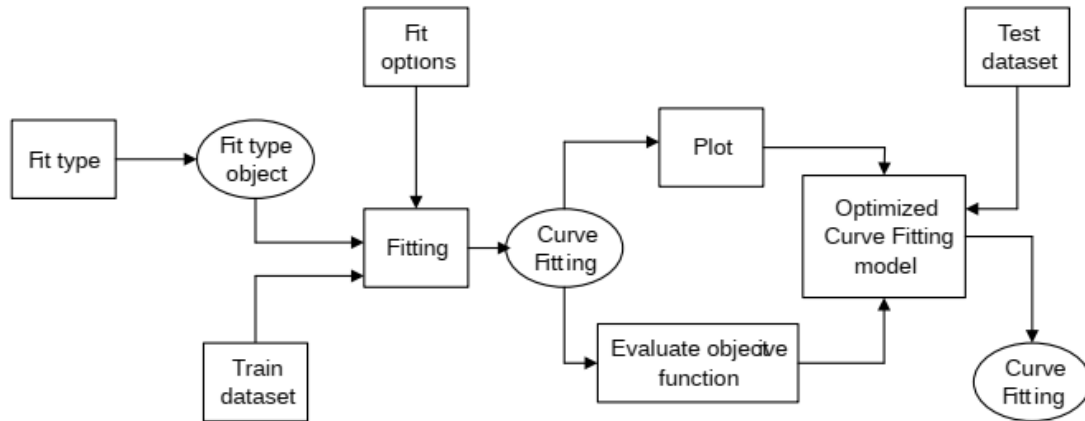 Fit
options
Test
dataset
Fit type
Fit type
object
Plot
Fitting
Curve
Fitting
Optimized
Curve Fitting
model
Train
dataset
Evaluate objective
function
Curve
Fitting